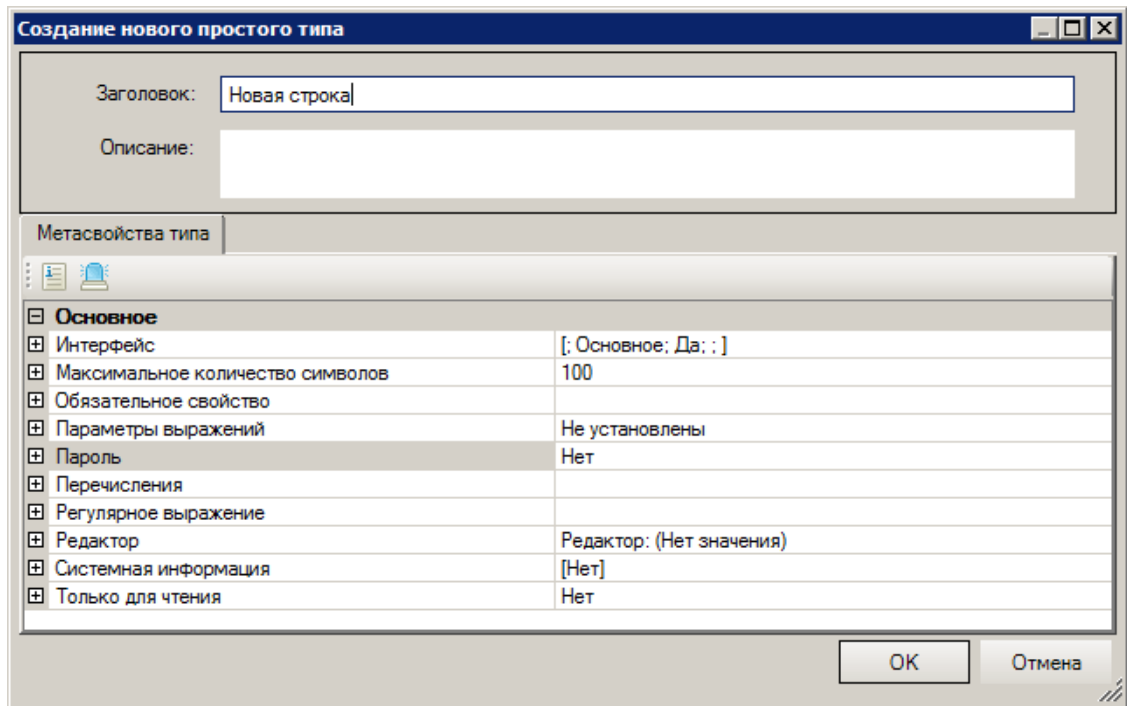 Создание нового простого типа
Заголовок: Новая строка
Описание:
Метасвойства типа
Основное
Интерфейс [; Основное; Да; ; ]
Максимальное количество символов 100
Обязательное свойство
Параметры выражений Не установлены
Пароль Нет
Перечисления
Регулярное выражение
Редактор Редактор: (Нет значения)
Системная информация [Нет]
Только для чтения Нет
OK Отмена